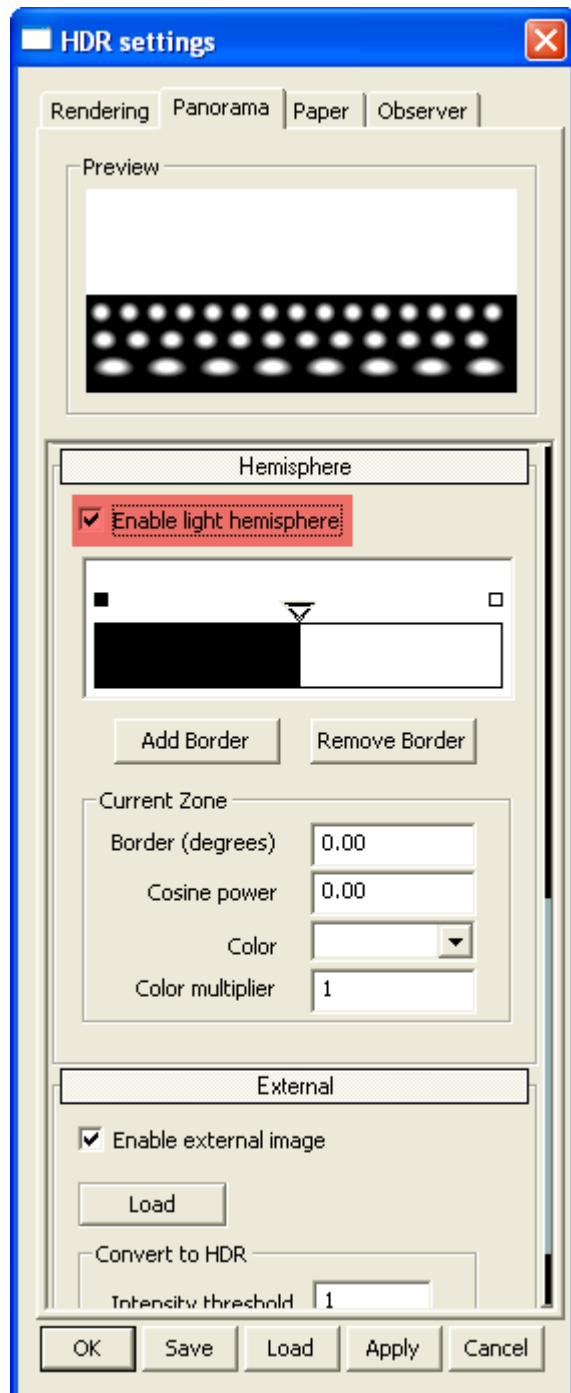 HDR settings
Rendering Panorama Paper Observer
Preview
Hemisphere
Enable light hemisphere
Add Border Remove Border
Current Zone
Border (degrees) 0.00
Cosine power 0.00
Color
Color multiplier 1
External
Enable external image
Load
Convert to HDR
Intensity threshold 1
OK Save Load Apply Cancel